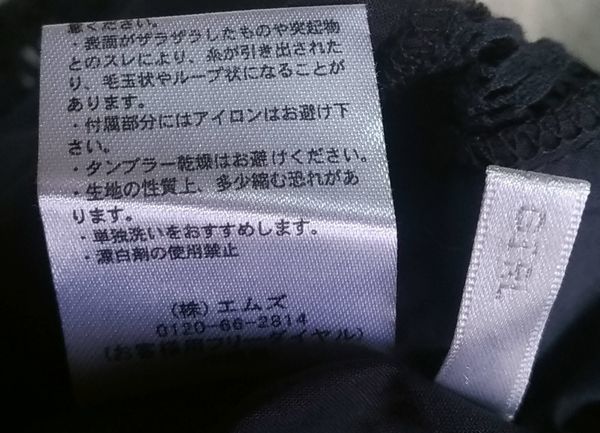 意ください。
・表面がザラザラしたものや突起物
とのスレにより、糸が引き出された
り、毛玉状やループ状になることが
あります。
・付属部分にはアイロンはお避け下
さい。
・タンブラー乾燥はお避けください。
・生地の性質上、多少縮む恐れがあ
ります。
・単独洗いをおすすめします。
・漂白剤の使用禁止
(株)エムズ
0120-66-2814
(お客様用フリーダイヤル)
GIRL